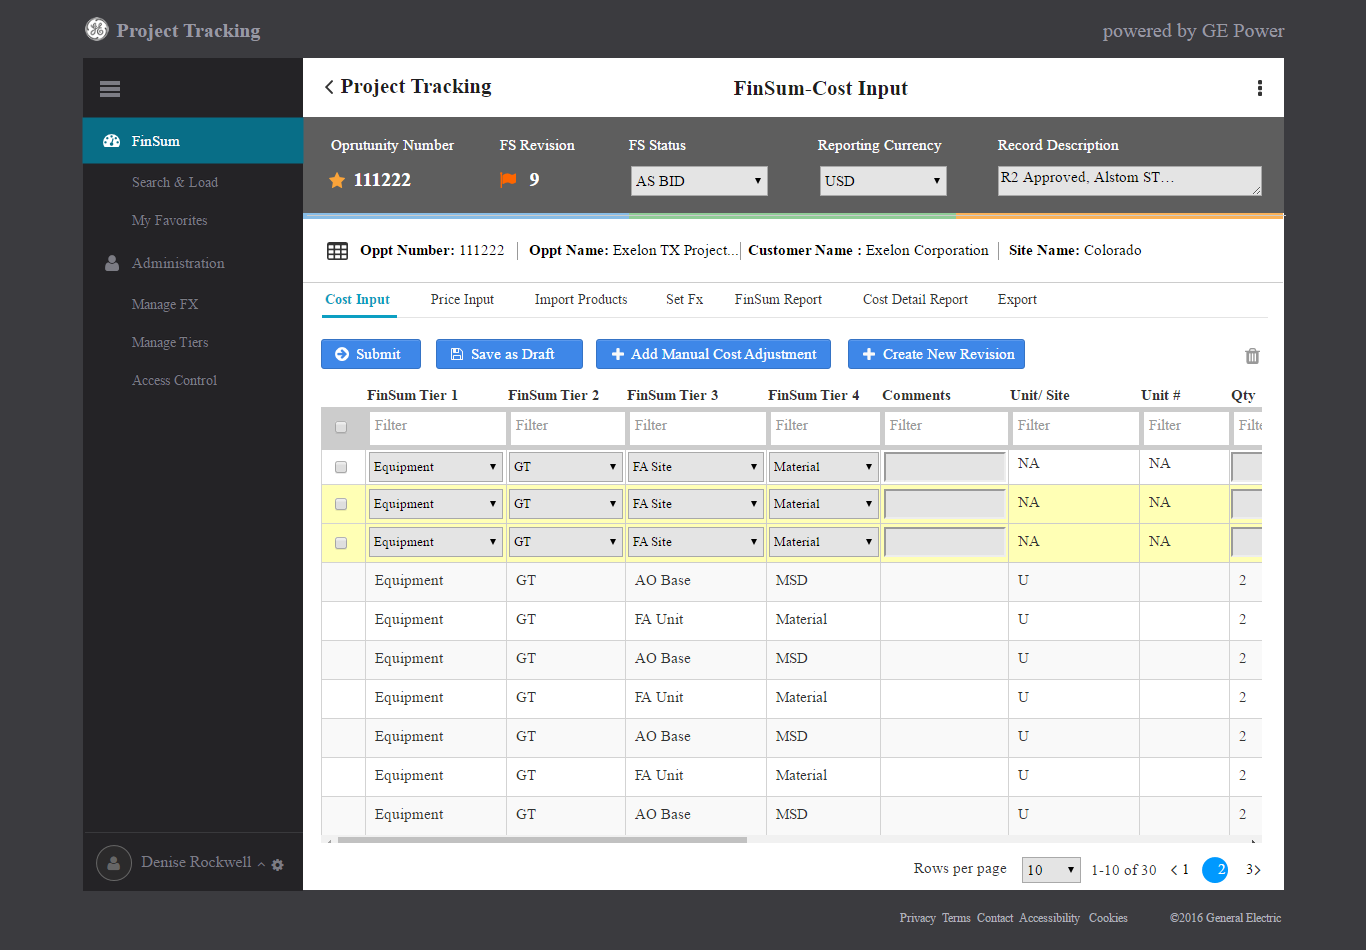 Project Tracking
powered by GE Power
Project Tracking
FinSum-Cost Input
FinSum
Search & Load
My Favorites
Administration
Manage FX
Manage Tiers
Access Control
Denise Rockwell
Oprutunity Number FS Revision FS Status Reporting Currency Record Description
111222 9 AS BID USD R2 Approved, Alstom ST...
Oppt Number: 111222 Oppt Name: Exelon TX Project... Customer Name : Exelon Corporation Site Name: Colorado
Cost Input Price Input Import Products Set Fx FinSum Report Cost Detail Report Export
Submit Save as Draft Add Manual Cost Adjustment Create New Revision
FinSum Tier 1 FinSum Tier 2 FinSum Tier 3 FinSum Tier 4 Comments Unit/ Site Unit # Qty
Filter Filter Filter Filter Filter Filter Filter Filte
Equipment GT FA Site Material NA NA
Equipment GT FA Site Material NA NA
Equipment GT FA Site Material NA NA
Equipment GT AO Base MSD U 2
Equipment GT FA Unit Material U 2
Equipment GT AO Base MSD U 2
Equipment GT FA Unit Material U 2
Equipment GT AO Base MSD U 2
Equipment GT FA Unit Material U 2
Equipment GT AO Base MSD U 2
Rows per page 10 1-10 of 30 1 2 3
Privacy Terms Contact Accessibility Cookies ©2016 General Electric